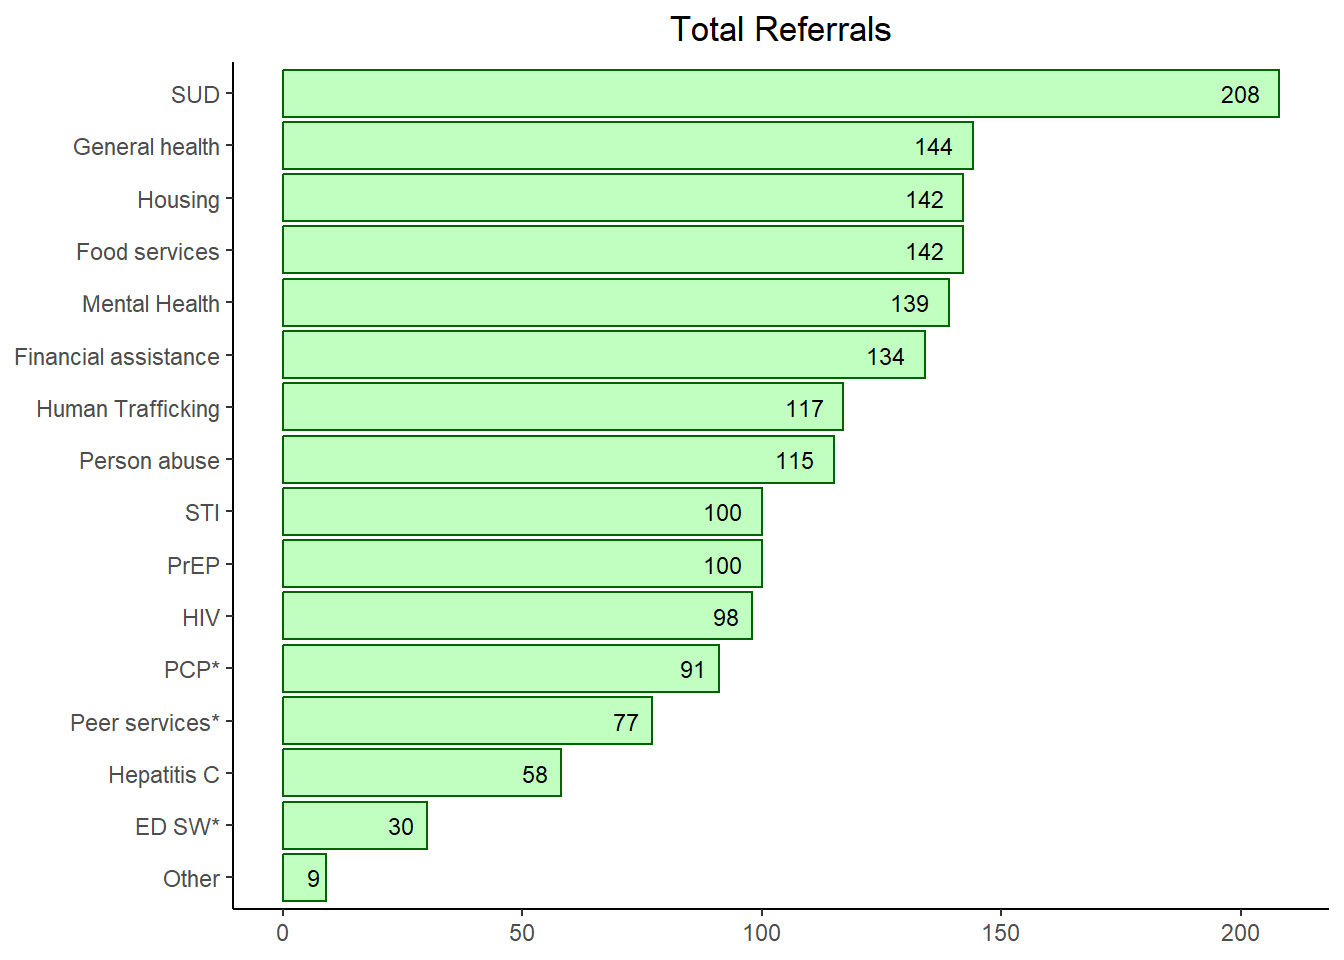 Total Referrals
SUD 208
General health 144
Housing 142
Food services 142
Mental Health 139
Financial assistance 134
Human Trafficking 117
Person abuse 115
STI 100
PrEP 100
HIV 98
PCP* 91
Peer services* 77
Hepatitis C 58
ED SW* 30
Other 9
0 50 100 150 200